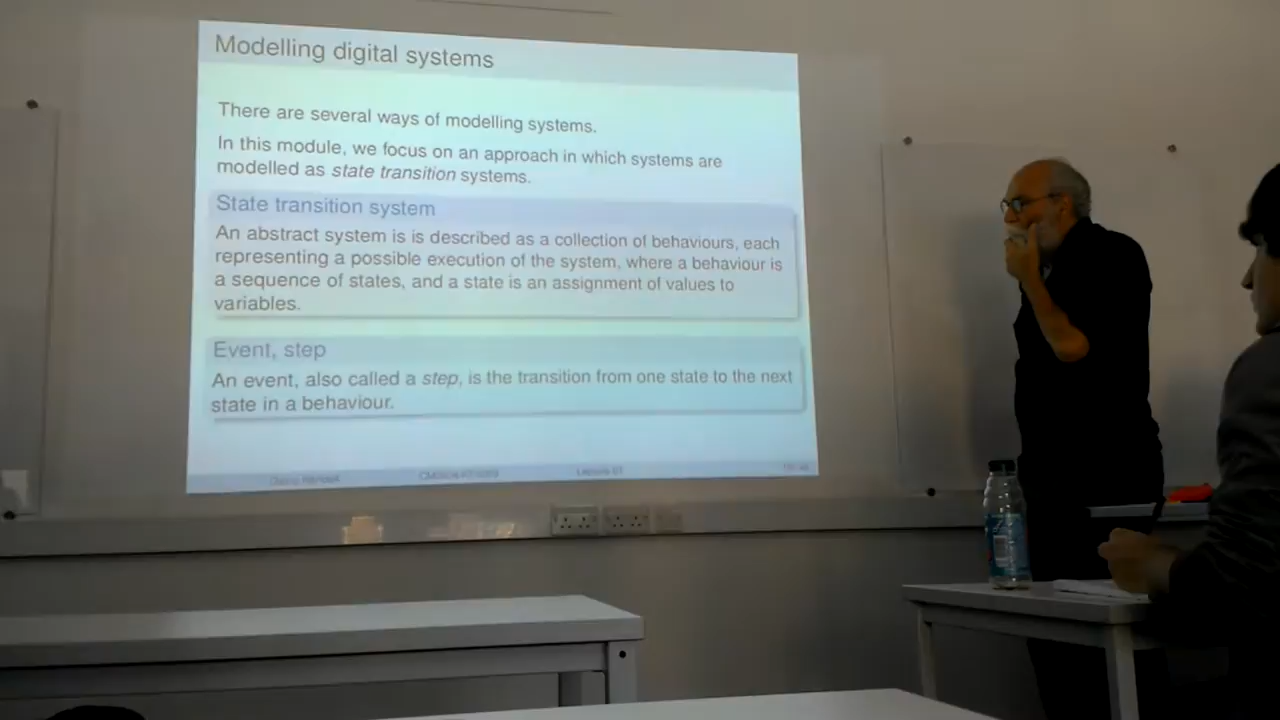 Modelling digital systems
There are several ways of modelling systems.
In this module, we focus on an approach in which systems are
modelled as state transition systems.
State transition system
An abstract system is is described as a collection of behaviours, each
representing a possible execution of the system, where a behaviour is
a sequence of states, and a state is an assignment of values to
variables.
Event, step
An event, also called a step, is the transition from one state to the next
state in a behaviour.
Lecture 01